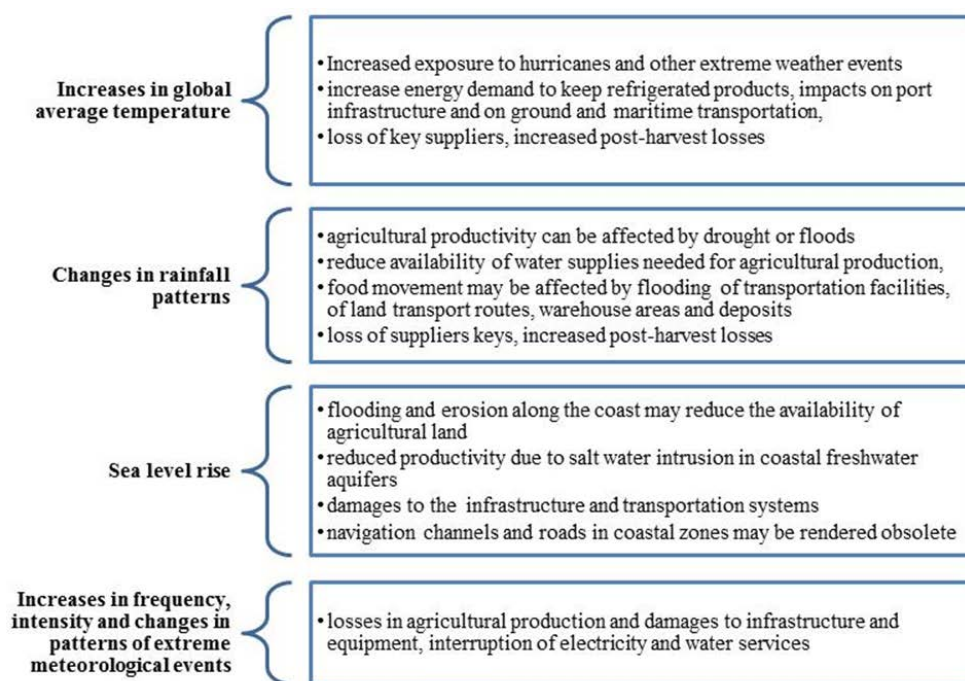 Increases in global
average temperature
•Increased exposure to hurricanes and other extreme weather events
•increase energy demand to keep refrigerated products, impacts on port
infrastructure and on ground and maritime transportation,
•loss of key suppliers, increased post-harvest losses
Changes in rainfall
patterns
•agricultural productivity can be affected by drought or floods
•reduce availability of water supplies needed for agricultural production,
•food movement may be affected by flooding of transportation facilities,
of land transport routes, warehouse areas and deposits
•loss of suppliers keys, increased post-harvest losses
Sea level rise
•flooding and erosion along the coast may reduce the availability of
agricultural land
•reduced productivity due to salt water intrusion in coastal freshwater
aquifers
•damages to the infrastructure and transportation systems
•navigation channels and roads in coastal zones may be rendered obsolete
Increases in frequency,
intensity and changes in
patterns of extreme
meteorological events
•losses in agricultural production and damages to infrastructure and
equipment, interruption of electricity and water services